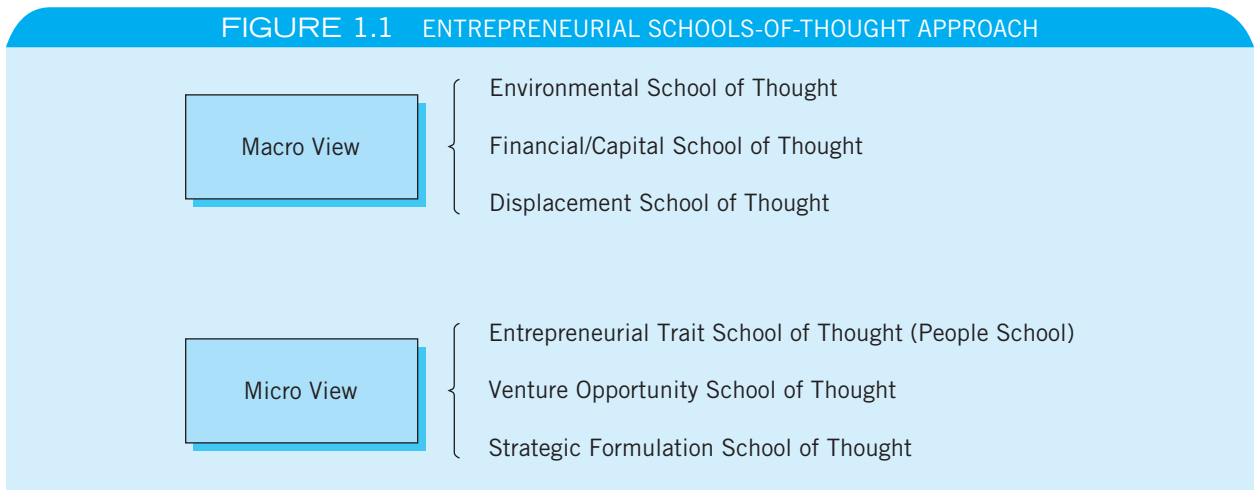 FIGURE 1.1 ENTREPRENEURIAL SCHOOLS-OF-THOUGHT APPROACH
Macro View
Environmental School of Thought
Financial/Capital School of Thought
Displacement School of Thought
Micro View
Entrepreneurial Trait School of Thought (People School)
Venture Opportunity School of Thought
Strategic Formulation School of Thought